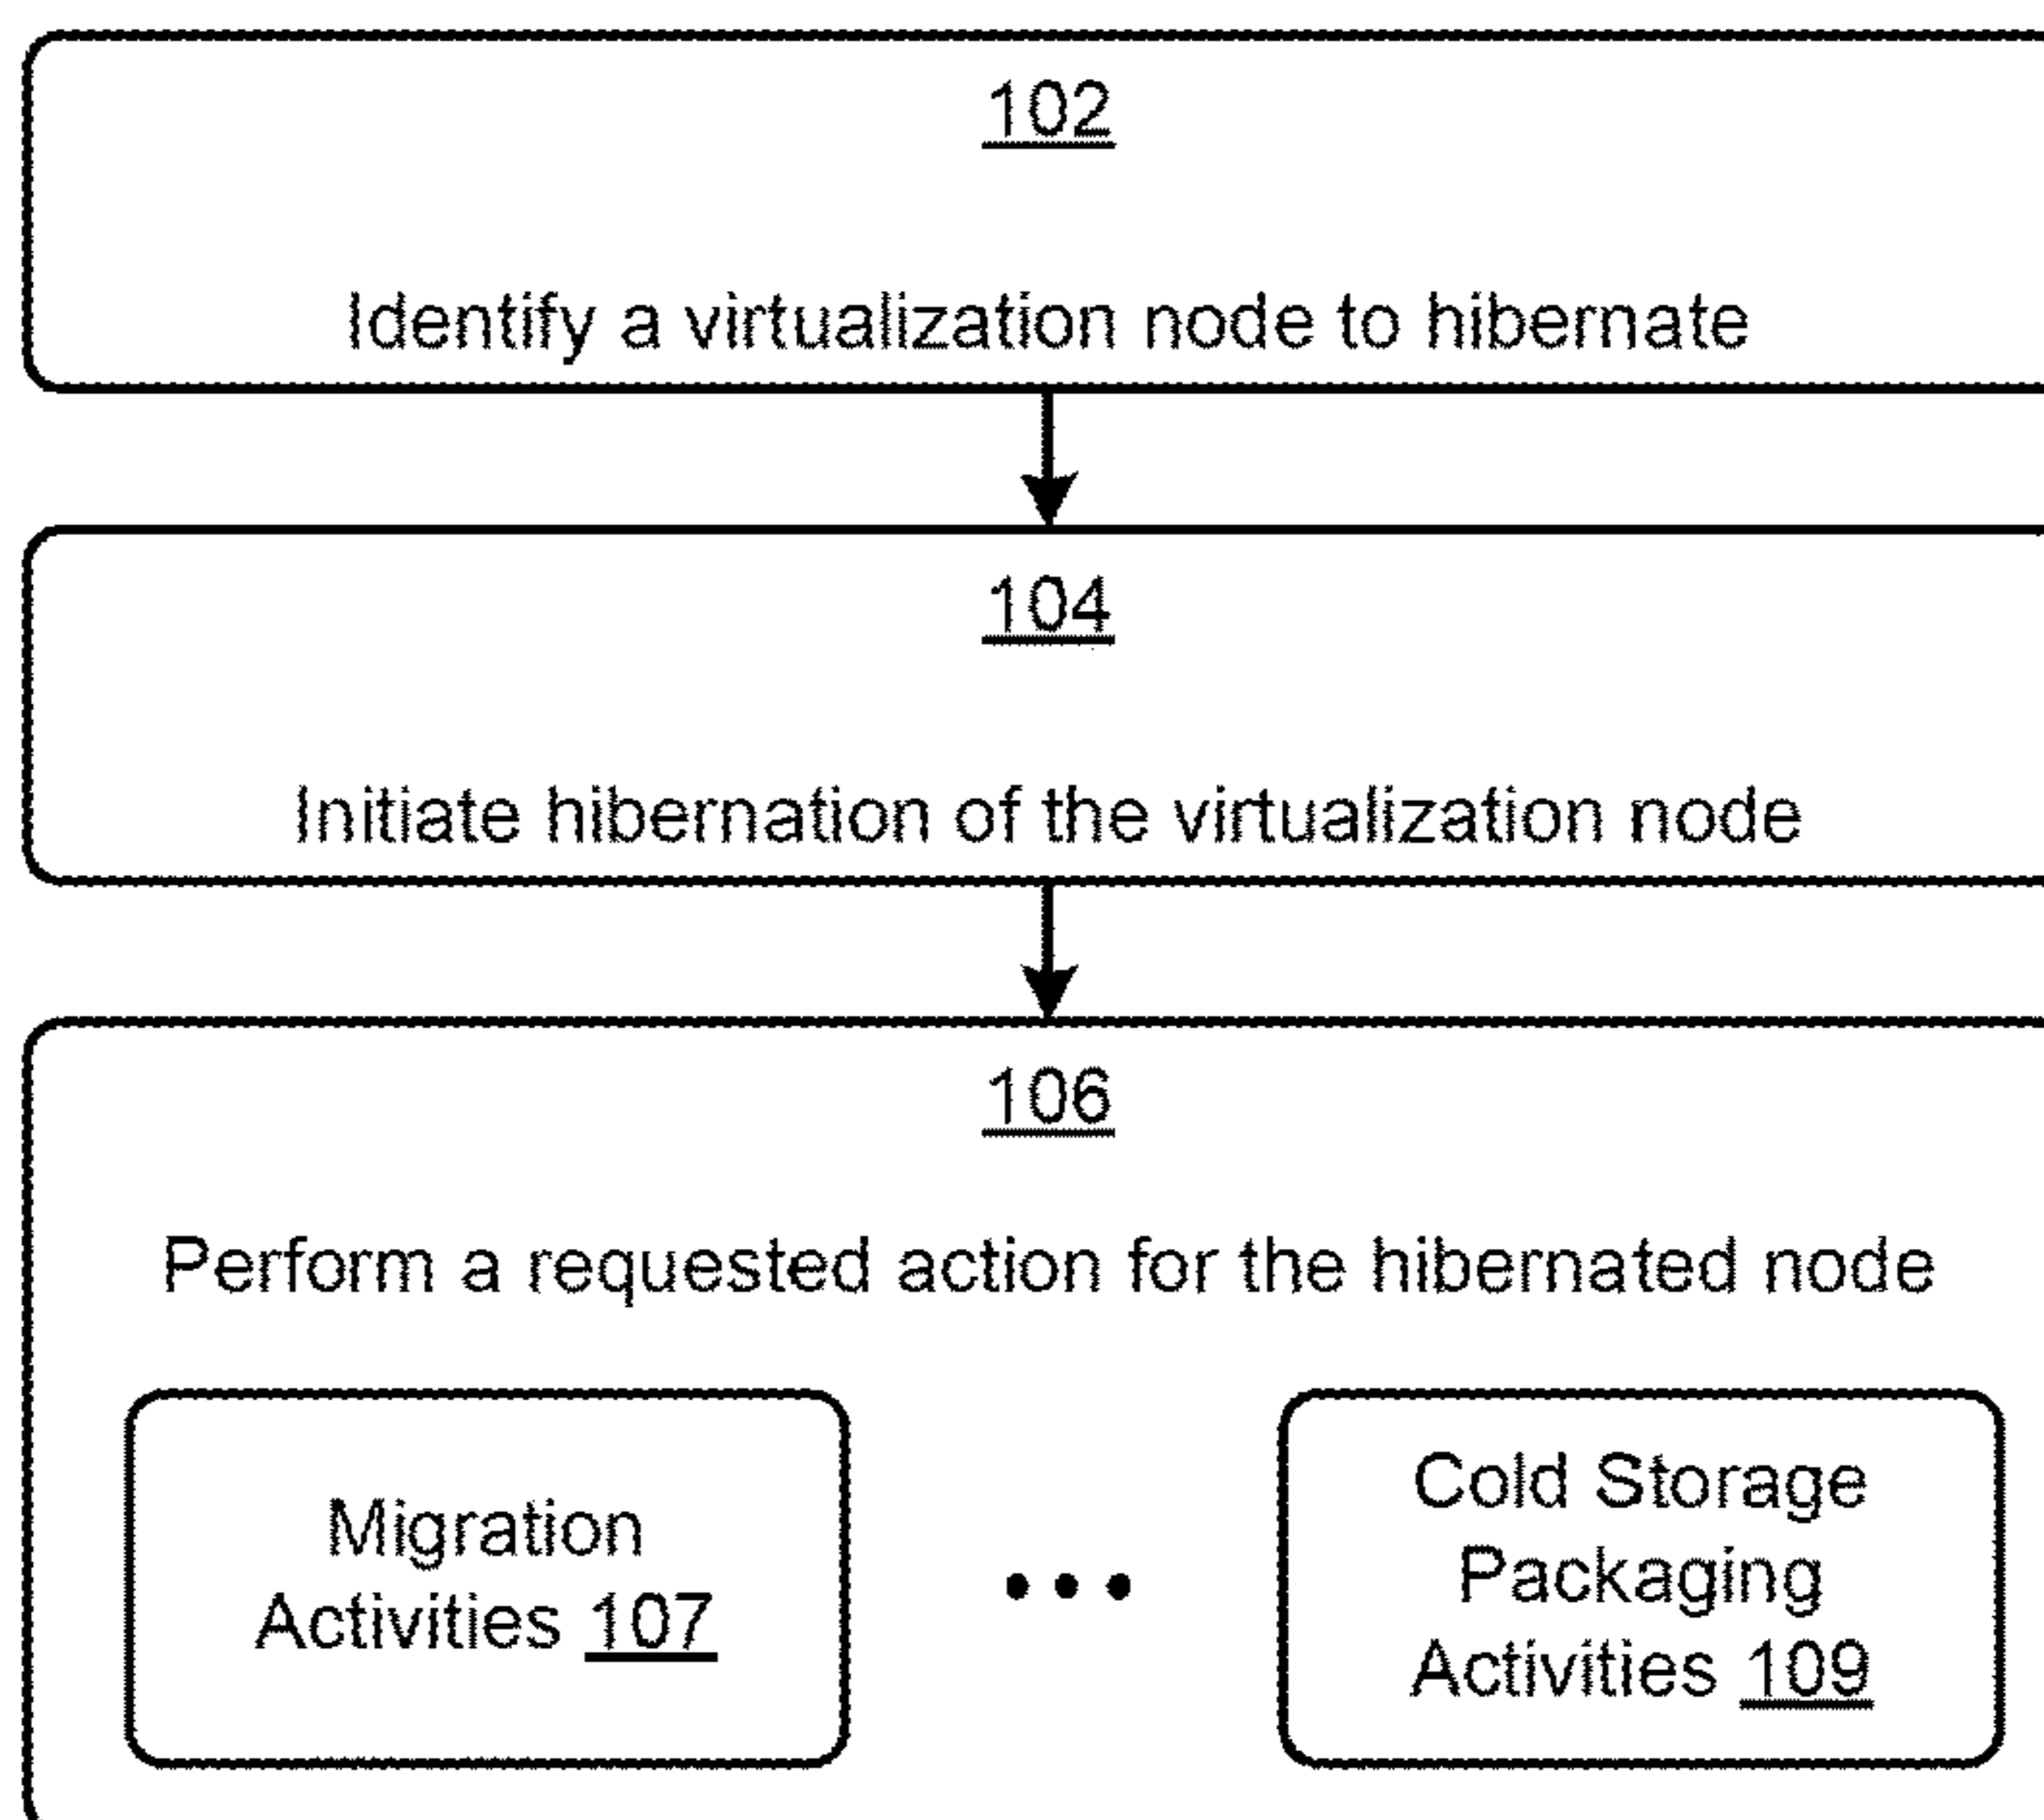 102
Identify a virtualization node to hibernate
104
Initiate hibernation of the virtualization node
106
Perform a requested action for the hibernated node
Migration
Activities 107
•••
Cold Storage
Packaging
Activities 109